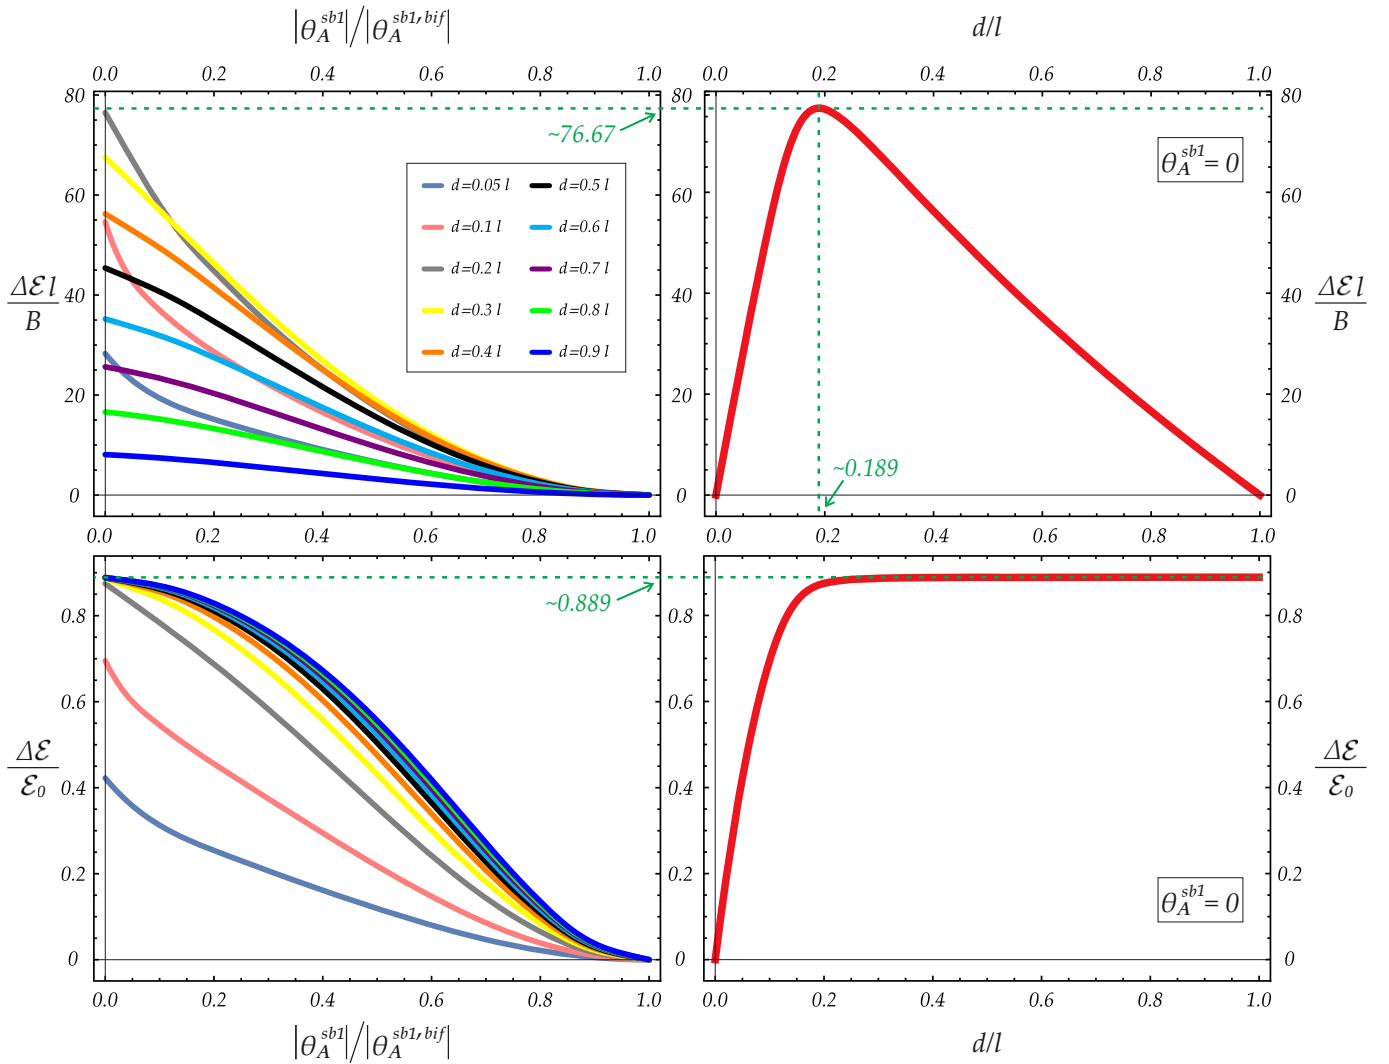 |θ_A^{sb1}|/|θ_A^{sb1, bif}|
d/l
0.0 0.2 0.4 0.6 0.8 1.0
0.0 0.2 0.4 0.6 0.8 1.0
80
60
40
20
0
Δℰl
B
~76.67
d=0.05 l
d=0.5 l
d=0.1 l
d=0.6 l
d=0.2 l
d=0.7 l
d=0.3 l
d=0.8 l
d=0.4 l
d=0.9 l
0.0 0.2 0.4 0.6 0.8 1.0
80
60
40
20
0
θ_A^{sb1} = 0
~0.189
80
60
40
20
0
Δℰl
B
0.0 0.2 0.4 0.6 0.8 1.0
0.8
0.6
0.4
0.2
0
Δℰ
ℰ₀
~0.889
0.0 0.2 0.4 0.6 0.8 1.0
|θ_A^{sb1}|/|θ_A^{sb1, bif}|
0.8
0.6
0.4
0.2
0
θ_A^{sb1} = 0
0.8
0.6
0.4
0.2
0
Δℰ
ℰ₀
0.0 0.2 0.4 0.6 0.8 1.0
d/l